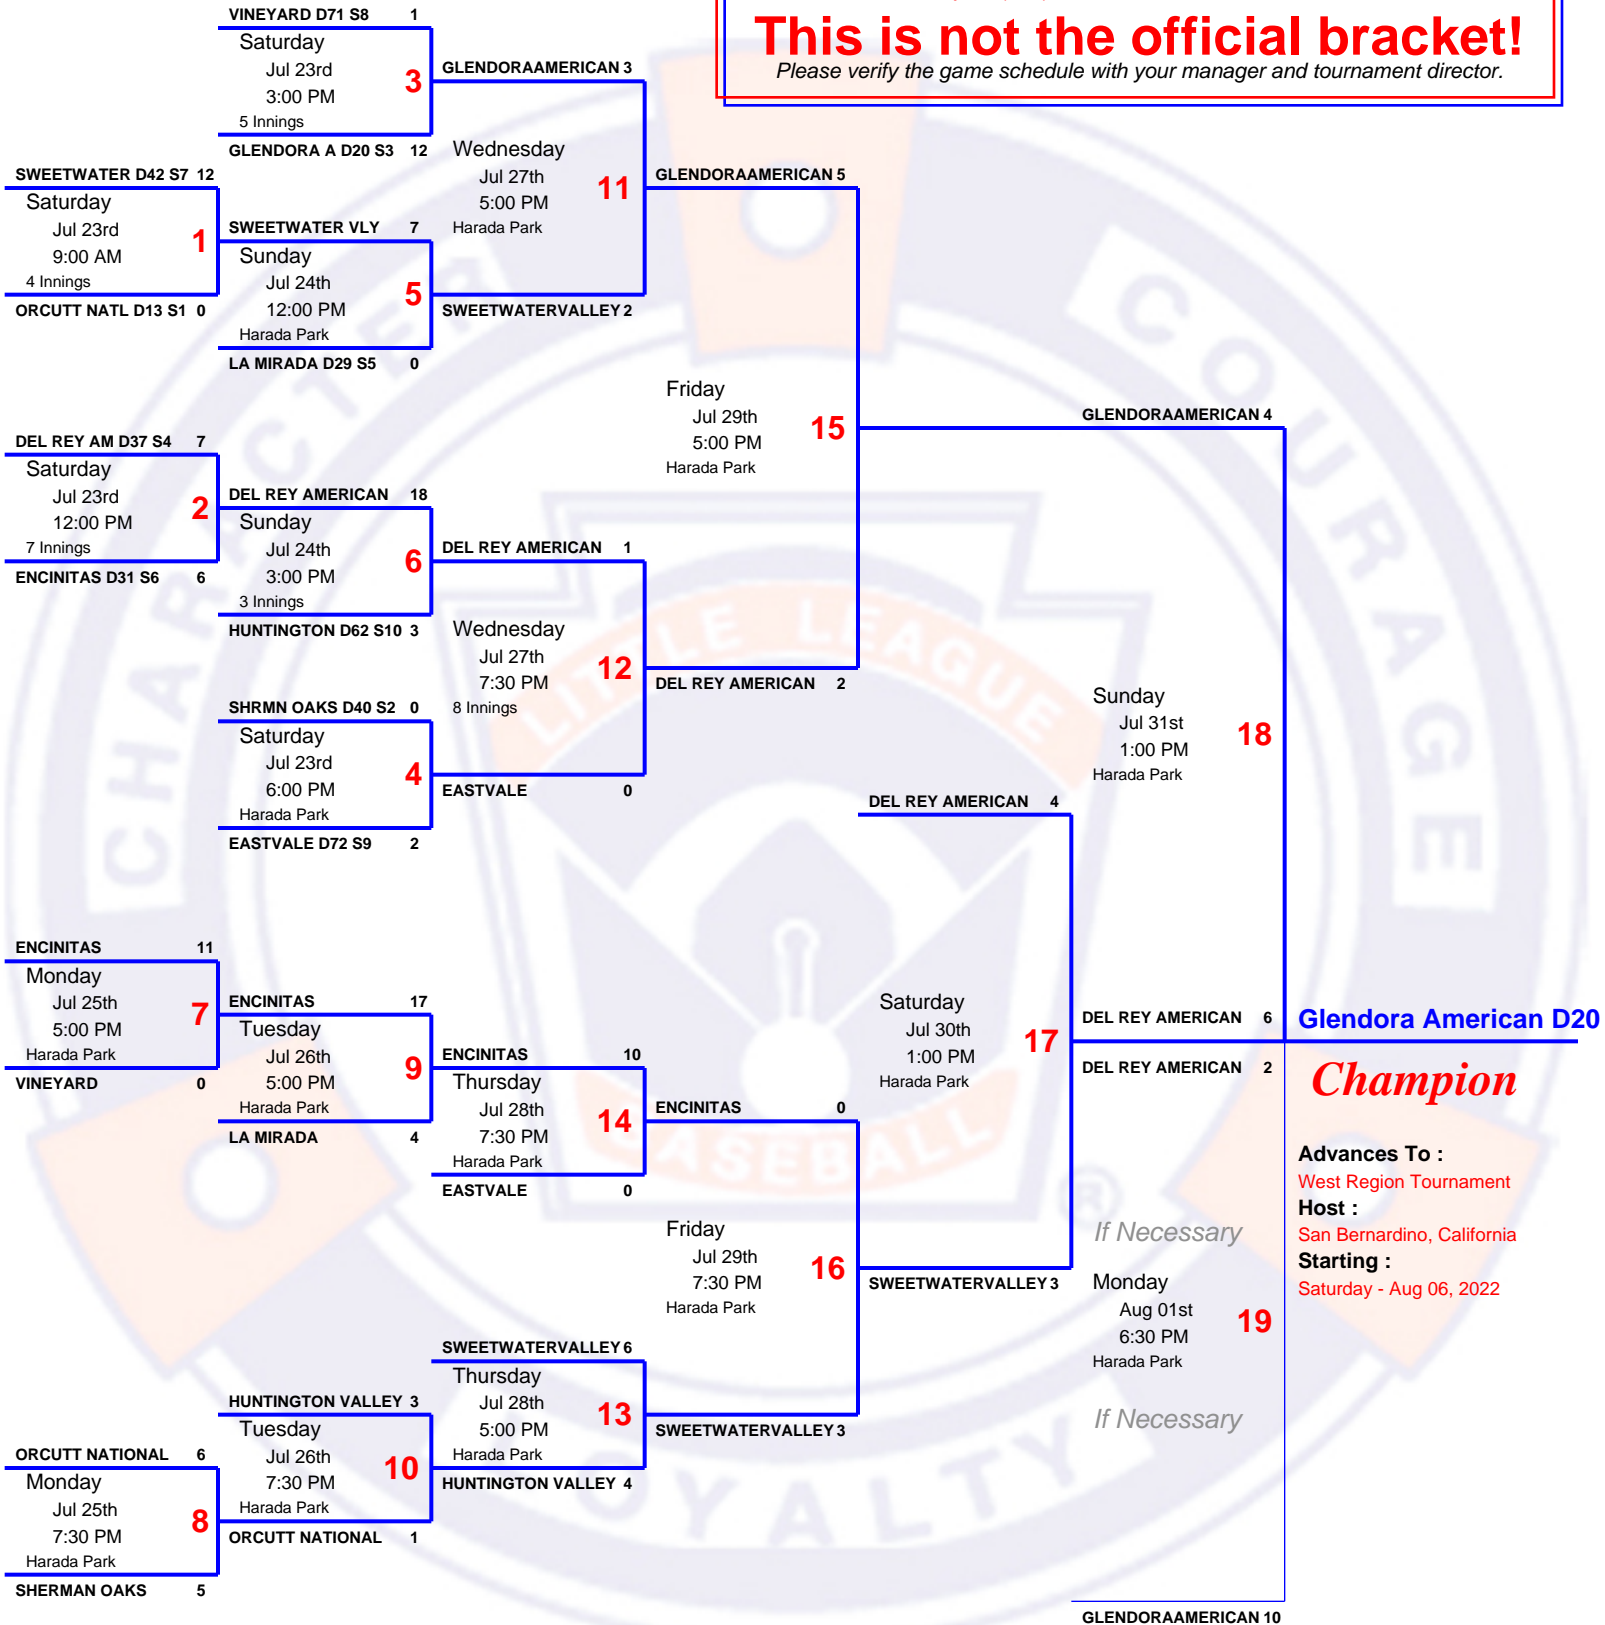 This is not the official bracket!
Please verify the game schedule with your manager and tournament director.
VINEYARD D71 S8 1
Saturday
Jul 23rd
3:00 PM
5 Innings
3
GLENDORA A D20 S3 12
SWEETWATER D42 S7 12
Saturday
Jul 23rd
9:00 AM
4 Innings
1
ORCUTT NATL D13 S1 0
SWEETWATER VLY 7
Sunday
Jul 24th
12:00 PM
Harada Park
5
LA MIRADA D29 S5 0
GLENDORAAMERICAN 3
Wednesday
Jul 27th
5:00 PM
Harada Park
11
SWEETWATERVALLEY 2
DEL REY AM D37 S4 7
Saturday
Jul 23rd
12:00 PM
7 Innings
2
ENCINITAS D31 S6 6
DEL REY AMERICAN 18
Sunday
Jul 24th
3:00 PM
3 Innings
6
HUNTINGTON D62 S10 3
SHRMN OAKS D40 S2 0
Saturday
Jul 23rd
6:00 PM
Harada Park
4
EASTVALE D72 S9 2
DEL REY AMERICAN 1
Wednesday
Jul 27th
7:30 PM
8 Innings
12
EASTVALE 0
GLENDORAAMERICAN 5
Friday
Jul 29th
5:00 PM
Harada Park
15
DEL REY AMERICAN 2
GLENDORAAMERICAN 4
Sunday
Jul 31st
1:00 PM
Harada Park
18
DEL REY AMERICAN 6
ENCINITAS 11
Monday
Jul 25th
5:00 PM
Harada Park
7
VINEYARD 0
ENCINITAS 17
Tuesday
Jul 26th
5:00 PM
Harada Park
9
LA MIRADA 4
ENCINITAS 10
Thursday
Jul 28th
7:30 PM
Harada Park
14
EASTVALE 0
ENCINITAS 0
Friday
Jul 29th
7:30 PM
Harada Park
16
SWEETWATERVALLEY 3
DEL REY AMERICAN 4
Saturday
Jul 30th
1:00 PM
Harada Park
17
SWEETWATERVALLEY 3
SWEETWATERVALLEY 6
Thursday
Jul 28th
5:00 PM
Harada Park
13
HUNTINGTON VALLEY 4
HUNTINGTON VALLEY 3
Tuesday
Jul 26th
7:30 PM
Harada Park
10
ORCUTT NATIONAL 1
ORCUTT NATIONAL 6
Monday
Jul 25th
7:30 PM
Harada Park
8
SHERMAN OAKS 5
DEL REY AMERICAN 2
If Necessary
Monday
Aug 01st
6:30 PM
Harada Park
19
If Necessary
GLENDORAAMERICAN 10
Glendora American D20
Champion
Advances To :
West Region Tournament
Host :
San Bernardino, California
Starting :
Saturday - Aug 06, 2022
CHARACTER
COURAGE
LOYALTY
LITTLE LEAGUE
BASEBALL
®